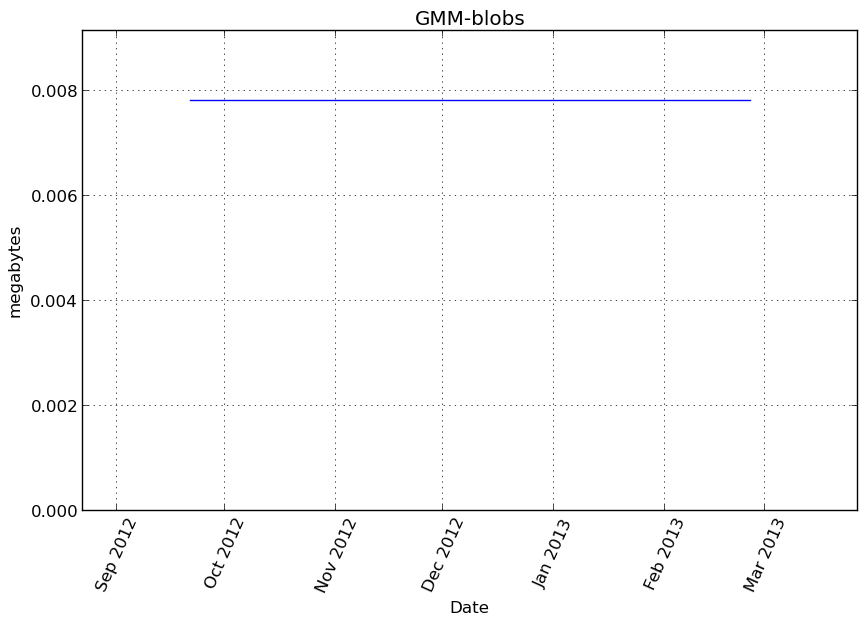 GMM-blobs
megabytes
0.008
0.006
0.004
0.002
0.000
Sep 2012
Oct 2012
Nov 2012
Dec 2012
Jan 2013
Feb 2013
Mar 2013
Date